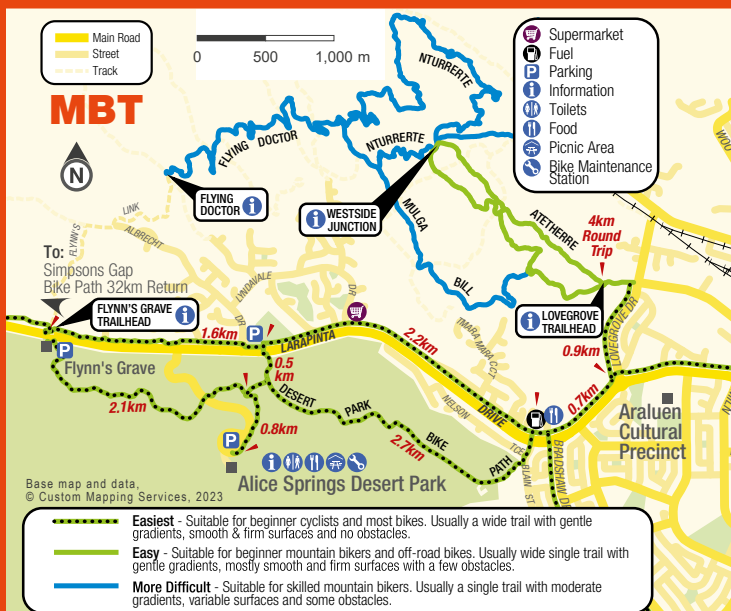 Main Road
Street
Track
0 500 1,000 m
MBT
N
Supermarket
Fuel
Parking
Information
Toilets
Food
Picnic Area
Bike Maintenance
Station
NTURRERTE
NTURRERTE
FLYING DOCTOR
FLYING
DOCTOR
WESTSIDE
JUNCTION
MULGA
BILL
ATETHERRE
4km
Round
Trip
LOVEGROVE
TRAILHEAD
LOVEGROVE DR
FLYNN'S
LINK
ALBRECHT
LYNDAVALE
DR
DR
To:
Simpsons Gap
Bike Path 32km Return
FLYNN'S GRAVE
TRAILHEAD
Flynn's Grave
1.6km
LARAPINTA
DRIVE
0.5
km
2.2km
TMARA MARA CCT
0.9km
0.7km
NELSON
TCE
BLAIN ST
BRADSHAW DR
2.1km
0.8km
DESERT
PARK
BIKE
PATH
2.7km
Araluen
Cultural
Precinct
Alice Springs Desert Park
Base map and data,
© Custom Mapping Services, 2023
Easiest - Suitable for beginner cyclists and most bikes. Usually a wide trail with gentle
gradients, smooth & firm surfaces and no obstacles.
Easy - Suitable for beginner mountain bikers and off-road bikes. Usually wide single trail with
gentle gradients, mostly smooth and firm surfaces with a few obstacles.
More Difficult - Suitable for skilled mountain bikers. Usually a single trail with moderate
gradients, variable surfaces and some obstacles.